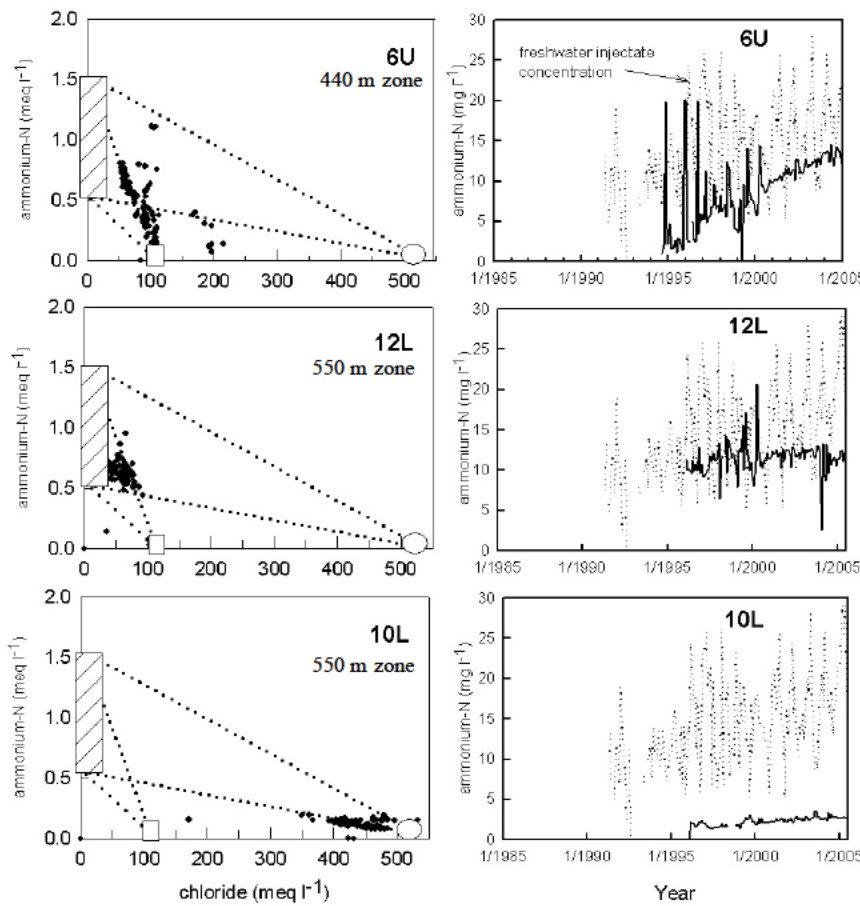 2.0
1.5
1.0
0.5
0.0
ammonium-N (meq l-1)
6U
440 m zone
0 100 200 300 400 500
30
25
20
15
10
5
0
ammonium-N (mg l-1)
6U
freshwater injectate
concentration
1/1985 1/1990 1/1995 1/2000 1/2005
2.0
1.5
1.0
0.5
0.0
ammonium-N (meq l-1)
12L
550 m zone
0 100 200 300 400 500
30
25
20
15
10
5
0
ammonium-N (mg l-1)
12L
1/1985 1/1990 1/1995 1/2000 1/2005
2.0
1.5
1.0
0.5
0.0
ammonium-N (meq l-1)
10L
550 m zone
0 100 200 300 400 500
chloride (meq l-1)
30
25
20
15
10
5
0
ammonium-N (mg l-1)
10L
1/1985 1/1990 1/1995 1/2000 1/2005
Year